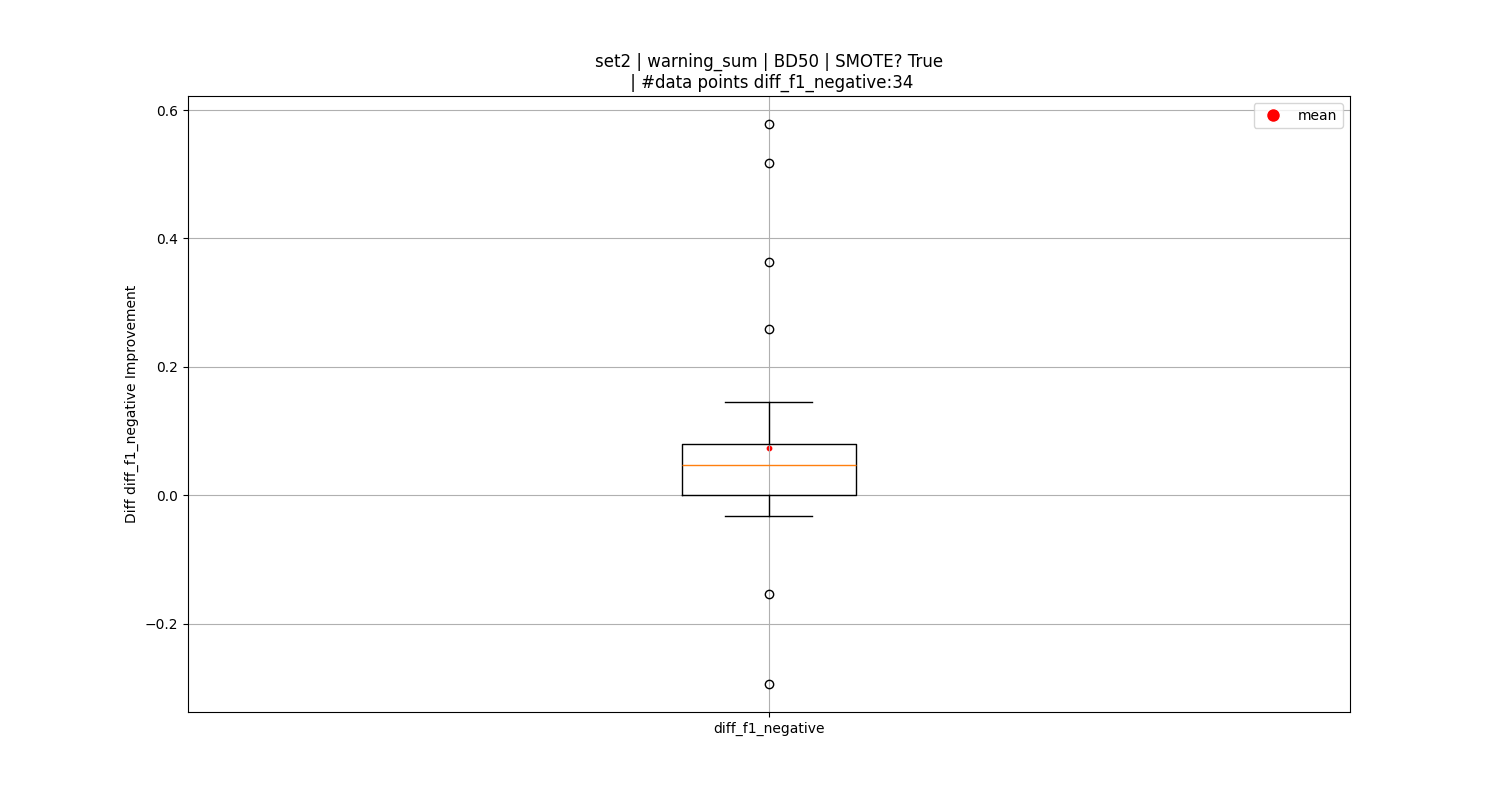 set2 | warning_sum | BD50 | SMOTE? True
| #data points diff_f1_negative:34
mean
0.6
0.4
0.2
0.0
−0.2
Diff diff_f1_negative Improvement
diff_f1_negative